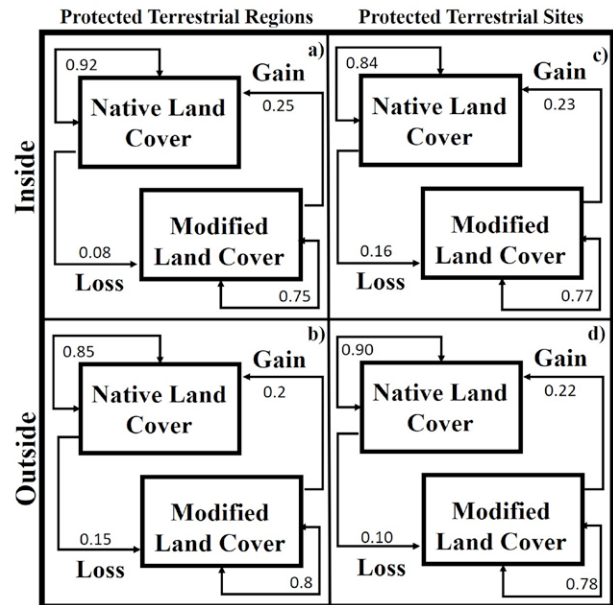 Protected Terrestrial Regions
Protected Terrestrial Sites
Inside
Outside
a)
0.92
Native Land
Cover
Gain
0.25
Modified
Land Cover
0.08
Loss
0.75
c)
0.84
Native Land
Cover
Gain
0.23
Modified
Land Cover
0.16
Loss
0.77
b)
0.85
Native Land
Cover
Gain
0.2
Modified
Land Cover
0.15
Loss
0.8
d)
0.90
Native Land
Cover
Gain
0.22
Modified
Land Cover
0.10
Loss
0.78